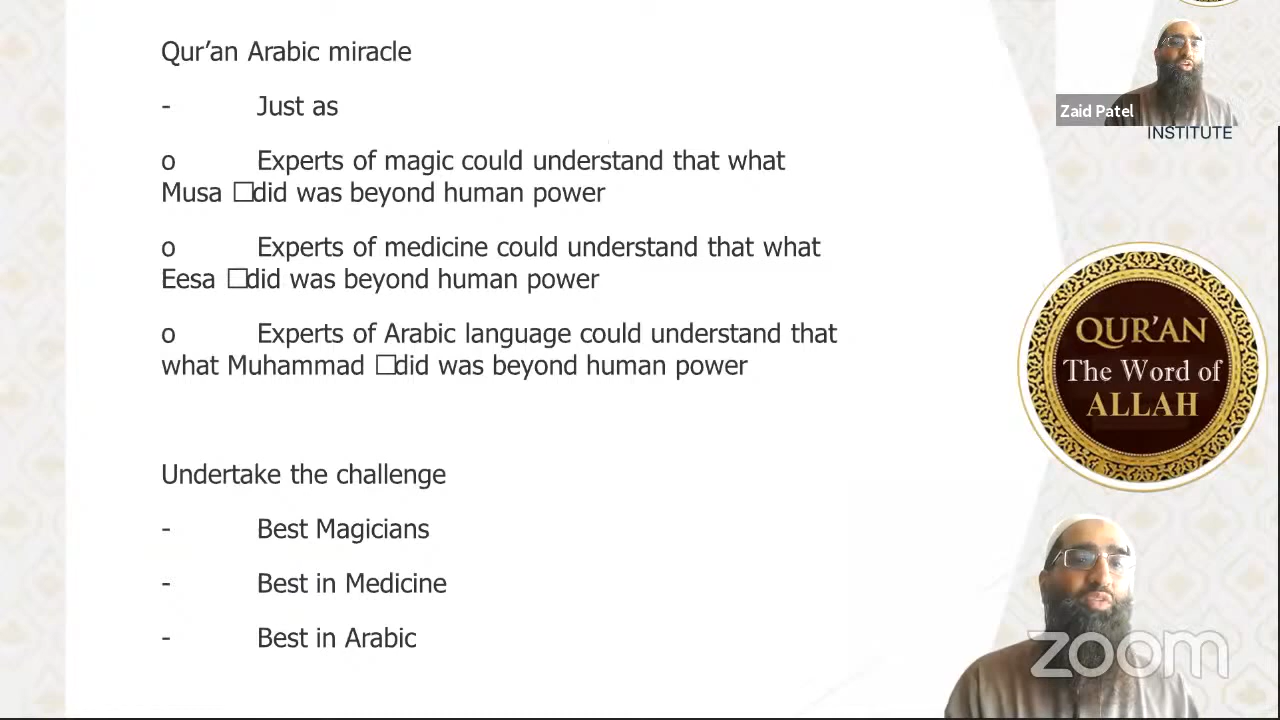 Qur’an Arabic miracle
- Just as
o Experts of magic could understand that what
Musa □did was beyond human power
o Experts of medicine could understand that what
Eesa □did was beyond human power
o Experts of Arabic language could understand that
what Muhammad □did was beyond human power
Undertake the challenge
- Best Magicians
- Best in Medicine
- Best in Arabic
Zaid Patel
INSTITUTE
QUR’AN
The Word of
ALLAH
zoom